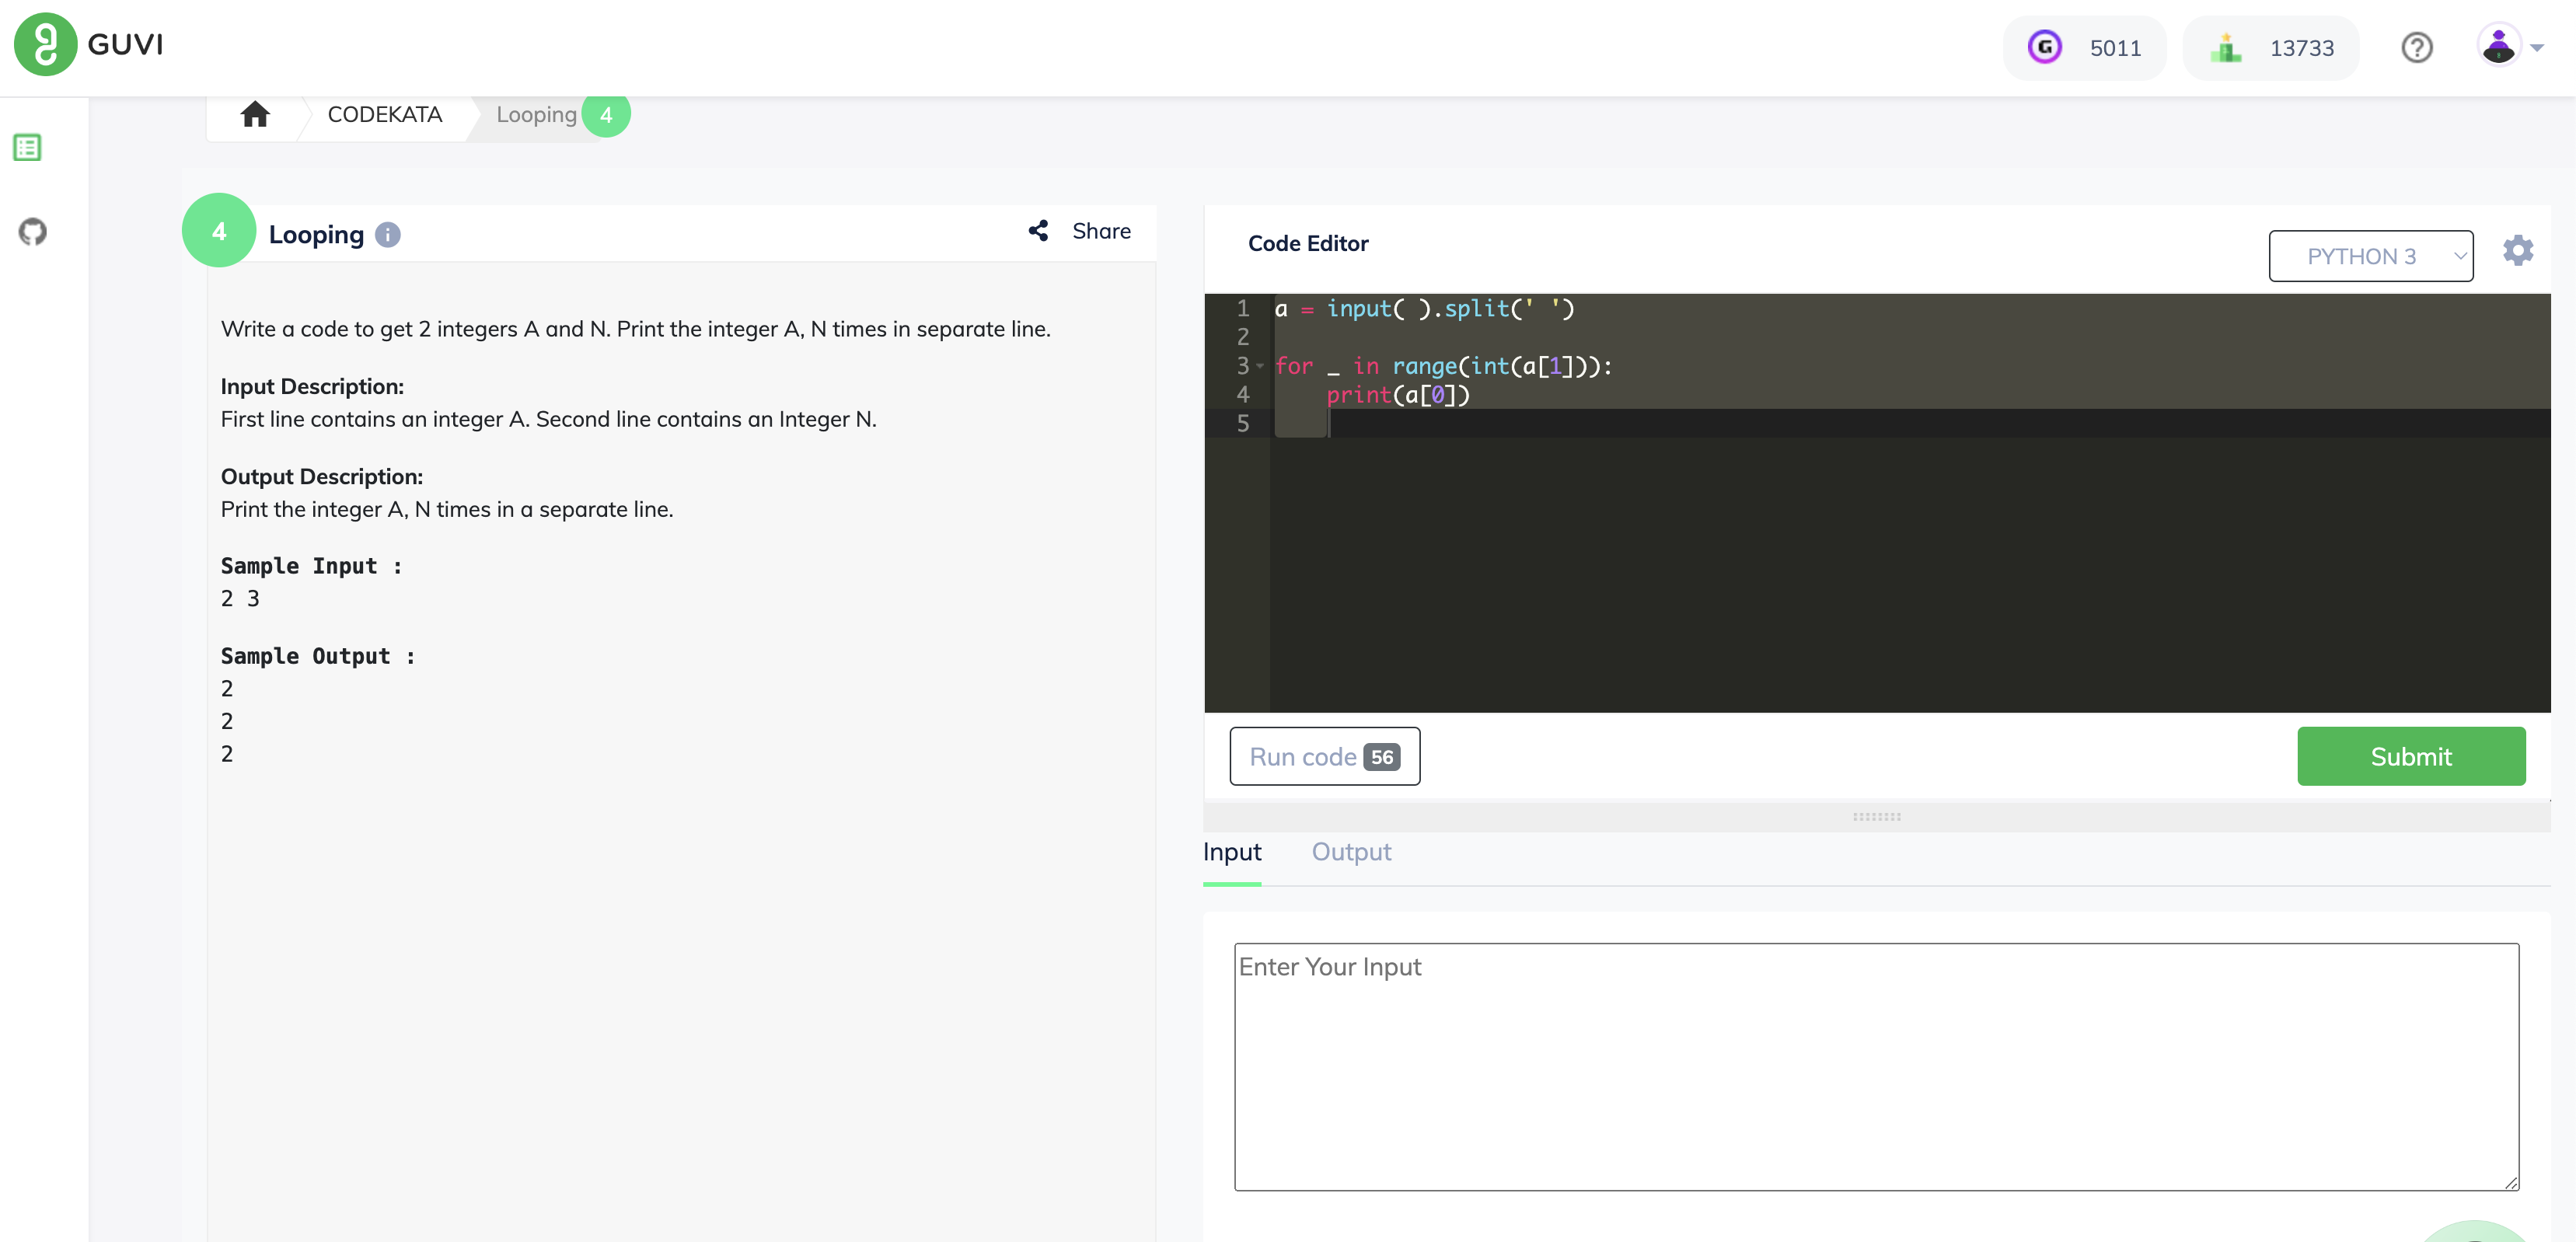 GUVI
5011
13733
CODEKATA
Looping
4
4
Looping
Share
Write a code to get 2 integers A and N. Print the integer A, N times in separate line.
Input Description:
First line contains an integer A. Second line contains an Integer N.
Output Description:
Print the integer A, N times in a separate line.
Sample Input :
2 3
Sample Output :
2
2
2
Code Editor
PYTHON 3
1 a = input( ).split(' ')
2
3 for _ in range(int(a[1])):
4     print(a[0])
5
Run code 56
Submit
Input
Output
Enter Your Input